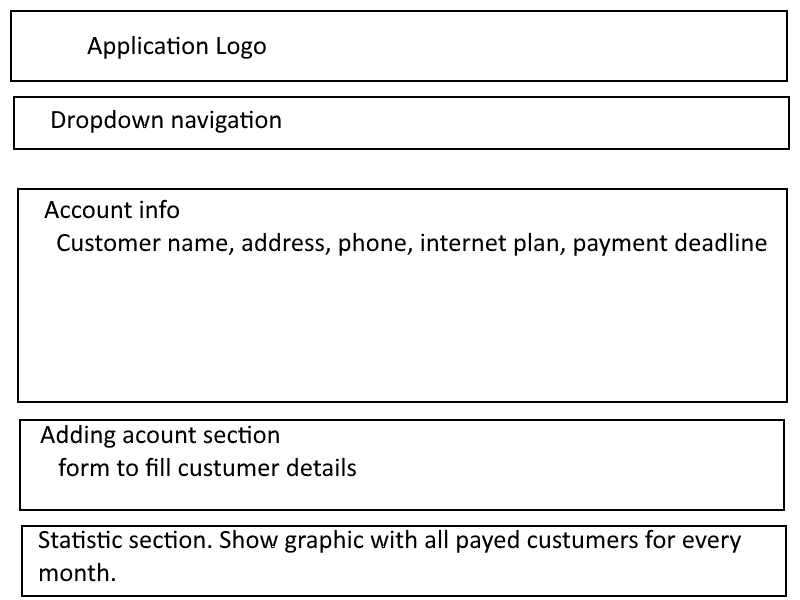 Application Logo
Dropdown navigation
Account info
Customer name, address, phone, internet plan, payment deadline
Adding acount section
form to fill custumer details
Statistic section. Show graphic with all payed custumers for every
month.